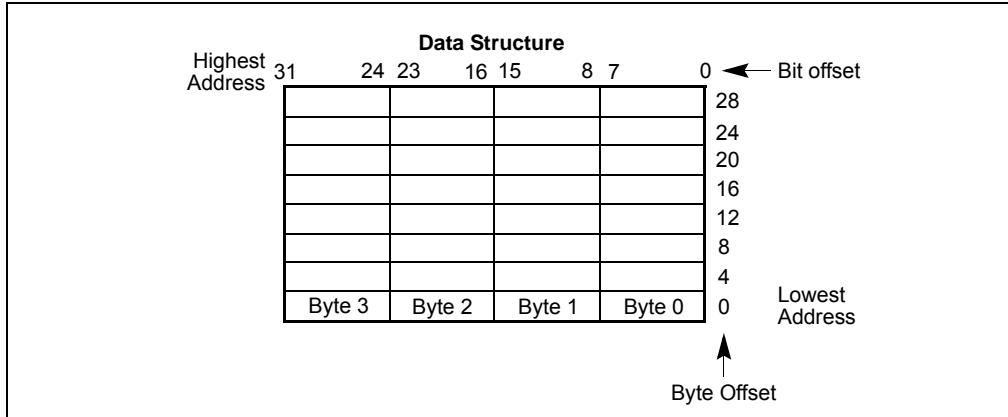 Data Structure
Highest
Address
31 24 23 16 15 8 7 0
Bit offset
28
24
20
16
12
8
4
Byte 3 Byte 2 Byte 1 Byte 0 0
Lowest
Address
Byte Offset